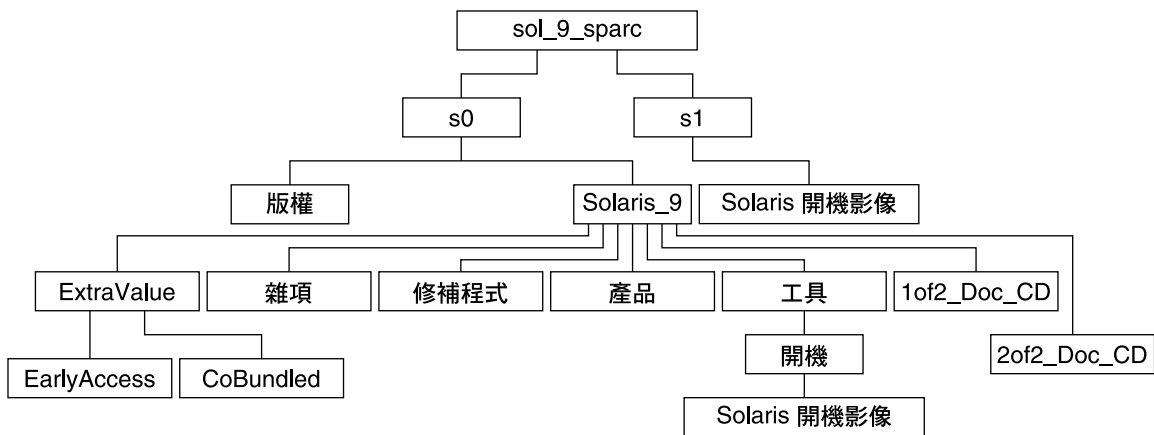 sol_9_sparc
s0
s1
版權
Solaris_9
Solaris 開機影像
ExtraValue
雜項
修補程式
產品
工具
1of2_Doc_CD
EarlyAccess
CoBundled
開機
2of2_Doc_CD
Solaris 開機影像